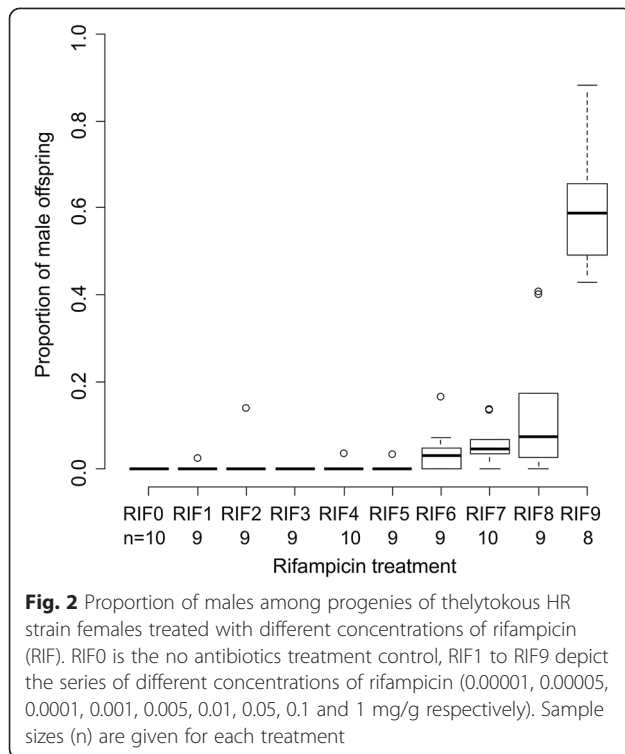 1.0
0.8
0.6
0.4
0.2
0.0
Proportion of male offspring
RIF0 RIF1 RIF2 RIF3 RIF4 RIF5 RIF6 RIF7 RIF8 RIF9
n=10 9 9 9 10 9 9 10 9 8
Rifampicin treatment
Fig. 2 Proportion of males among progenies of thelytokous HR
strain females treated with different concentrations of rifampicin
(RIF). RIF0 is the no antibiotics treatment control, RIF1 to RIF9 depict
the series of different concentrations of rifampicin (0.00001, 0.00005,
0.0001, 0.001, 0.005, 0.01, 0.05, 0.1 and 1 mg/g respectively). Sample
sizes (n) are given for each treatment